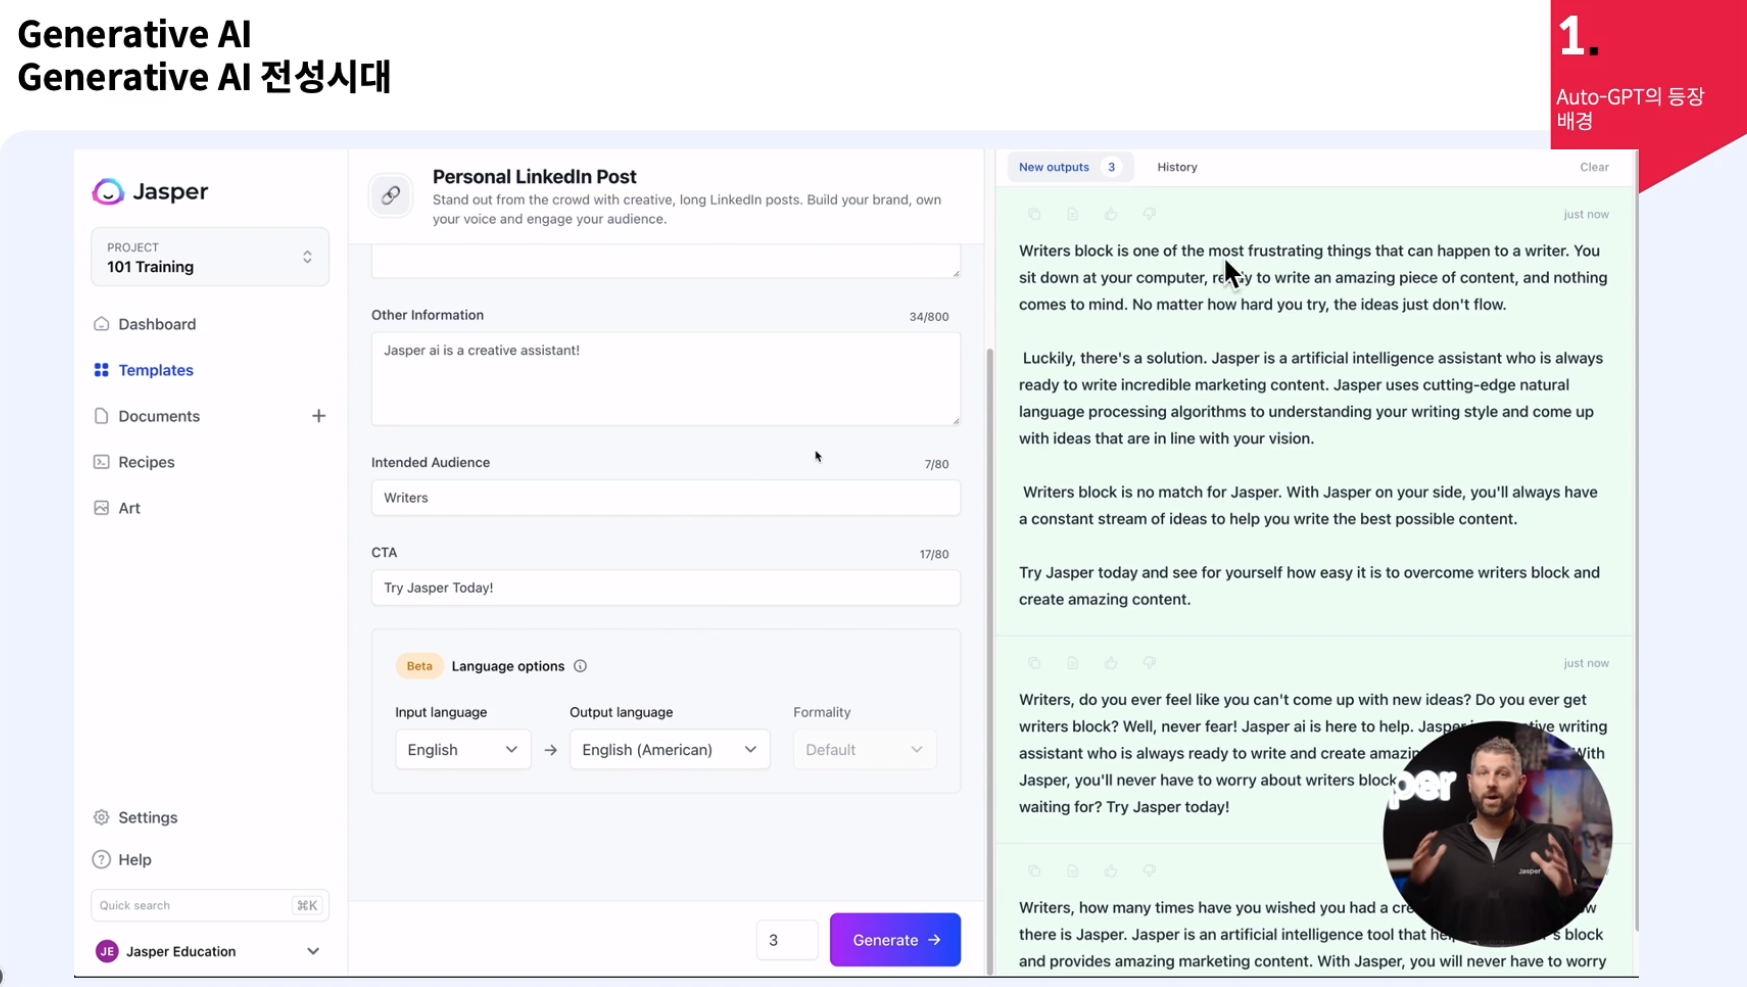 Generative AI
Generative AI 전성시대
1.
Auto-GPT의 등장
배경
Jasper
PROJECT
101 Training
Dashboard
Templates
Documents
Recipes
Art
Settings
Help
Quick search
⌘K
JE Jasper Education
Personal LinkedIn Post
Stand out from the crowd with creative, long LinkedIn posts. Build your brand, own
your voice and engage your audience.
Other Information
34/800
Jasper ai is a creative assistant!
Intended Audience
7/80
Writers
CTA
17/80
Try Jasper Today!
Beta Language options
Input language
Output language
Formality
English
→
English (American)
Default
3
Generate →
New outputs 3
History
Clear
just now
Writers block is one of the most frustrating things that can happen to a writer. You
sit down at your computer, ready to write an amazing piece of content, and nothing
comes to mind. No matter how hard you try, the ideas just don't flow.
Luckily, there's a solution. Jasper is a artificial intelligence assistant who is always
ready to write incredible marketing content. Jasper uses cutting-edge natural
language processing algorithms to understanding your writing style and come up
with ideas that are in line with your vision.
Writers block is no match for Jasper. With Jasper on your side, you'll always have
a constant stream of ideas to help you write the best possible content.
Try Jasper today and see for yourself how easy it is to overcome writers block and
create amazing content.
just now
Writers, do you ever feel like you can't come up with new ideas? Do you ever get
writers block? Well, never fear! Jasper ai is here to help. Jasper writing
assistant who is always ready to write and create With
Jasper, you'll never have to worry about writers block
waiting for? Try Jasper today!
per
Jasper
Writers, how many times have you wished you had a
there is Jasper. Jasper is an artificial intelligence tool that block
and provides amazing marketing content. With Jasper, you will never have to worry